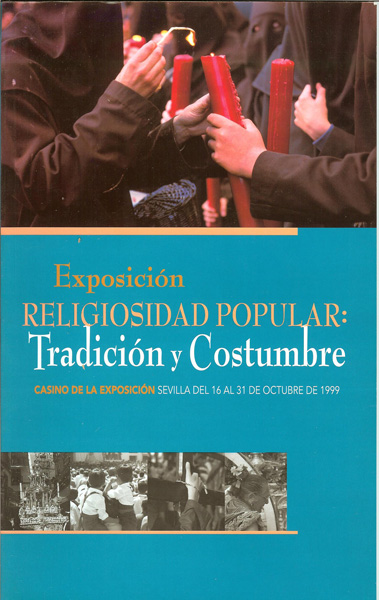 Exposición
RELIGIOSIDAD POPULAR:
Tradición y Costumbre
CASINO DE LA EXPOSICIÓN SEVILLA DEL 16 AL 31 DE OCTUBRE DE 1999